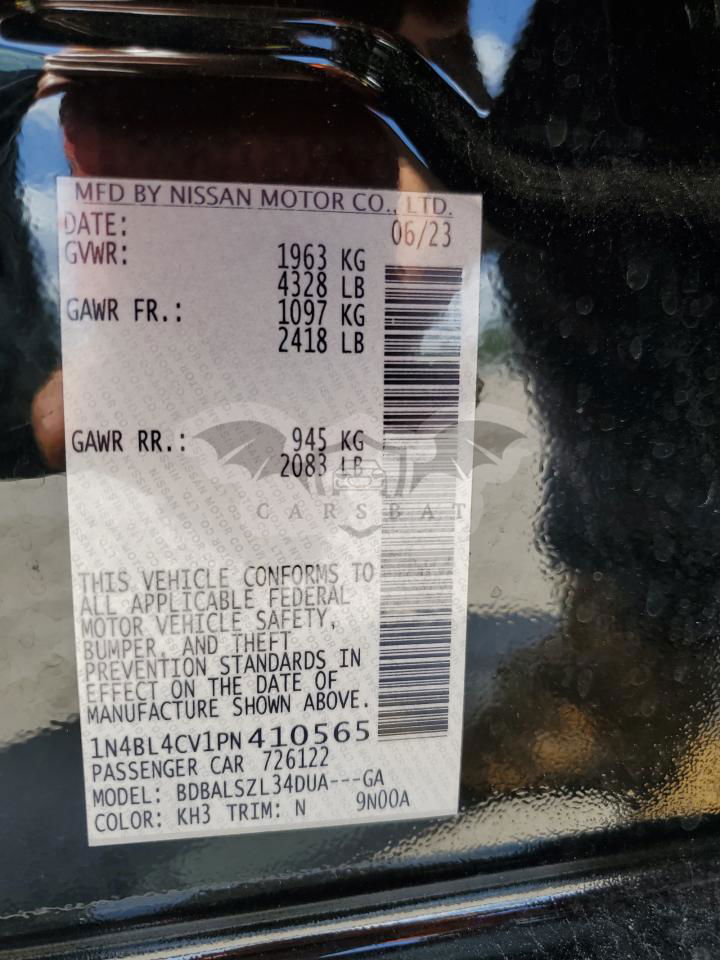 MFD BY NISSAN MOTOR CO., LTD.
DATE: 06/23
GVWR: 1963 KG
4328 LB
GAWR FR.: 1097 KG
2418 LB
GAWR RR.: 945 KG
2083 LB
CARSBAT
THIS VEHICLE CONFORMS TO
ALL APPLICABLE FEDERAL
MOTOR VEHICLE SAFETY,
BUMPER, AND THEFT
PREVENTION STANDARDS IN
EFFECT ON THE DATE OF
MANUFACTURE SHOWN ABOVE.
1N4BL4CV1PN410565
PASSENGER CAR 726122
MODEL: BDBALSZL34DUA---GA
COLOR: KH3 TRIM: N 9N00A